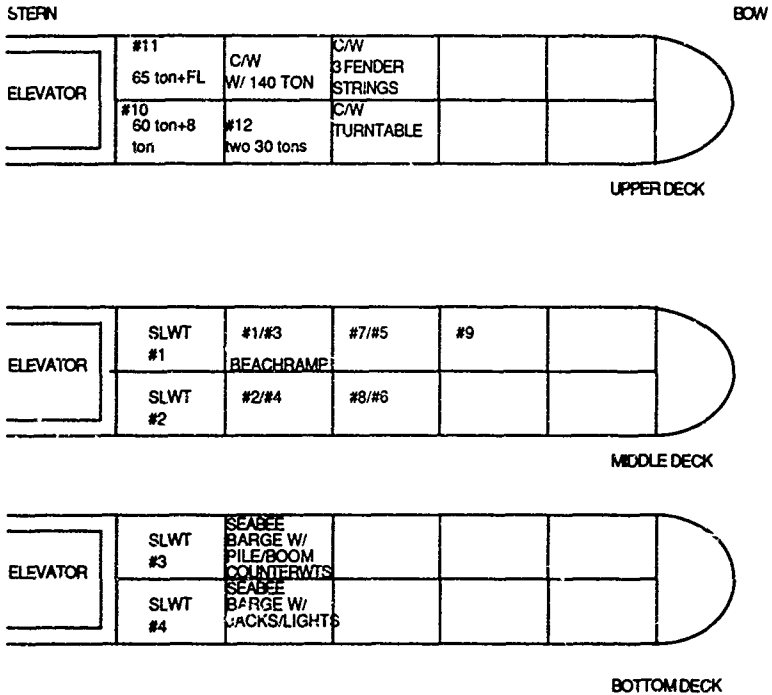 STERN
BOW
ELEVATOR
#11
65 ton+FL
C/W
W/ 140 TON
C/W
3 FENDER
STRINGS
#10
60 ton+8
ton
#12
two 30 tons
C/W
TURNTABLE
UPPER DECK
ELEVATOR
SLWT
#1
#1/#3
BEACHRAMP
#7/#5
#9
SLWT
#2
#2/#4
#8/#6
MIDDLE DECK
ELEVATOR
SLWT
#3
SEABEE
BARGE W/
PILE/BOOM
COUNTERWTS
SLWT
#4
SEABEE
BARGE W/
JACKS/LIGHTS
BOTTOM DECK